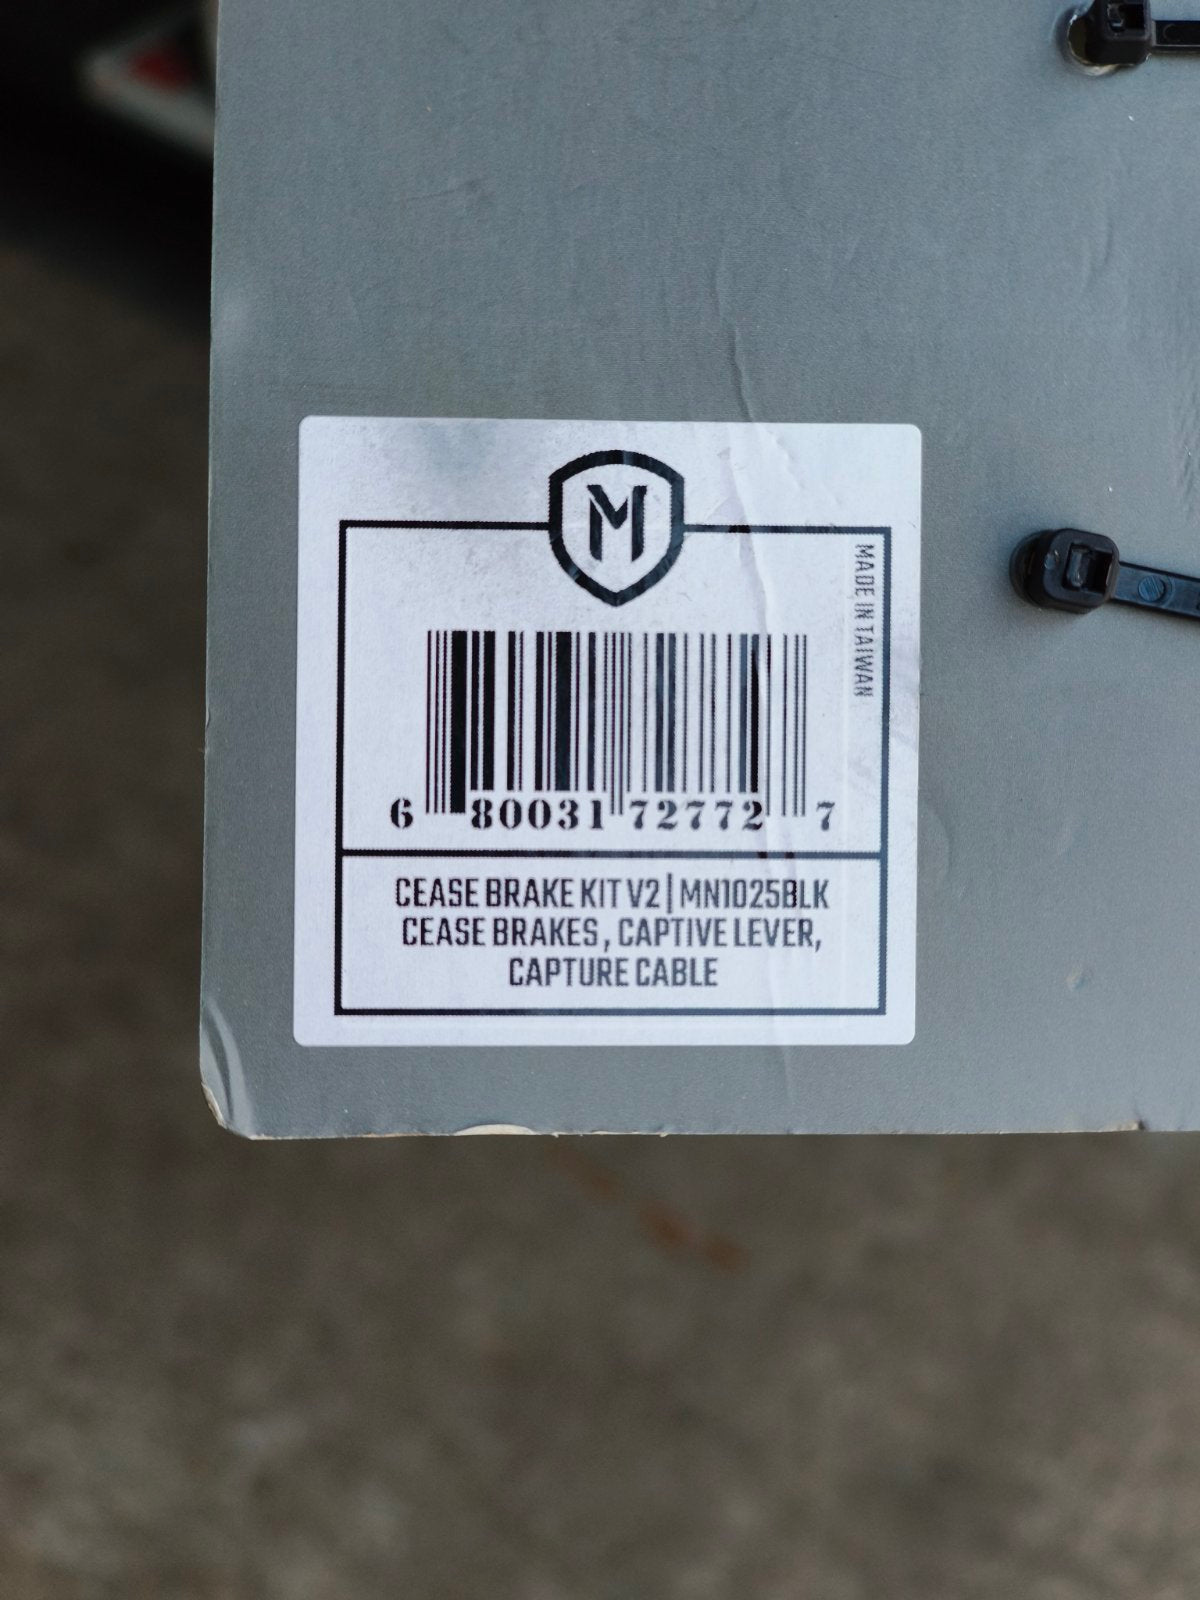 M
MADE IN TAIWAN
6 80031 72772 7
CEASE BRAKE KIT V2 | MN1025BLK
CEASE BRAKES, CAPTIVE LEVER,
CAPTURE CABLE